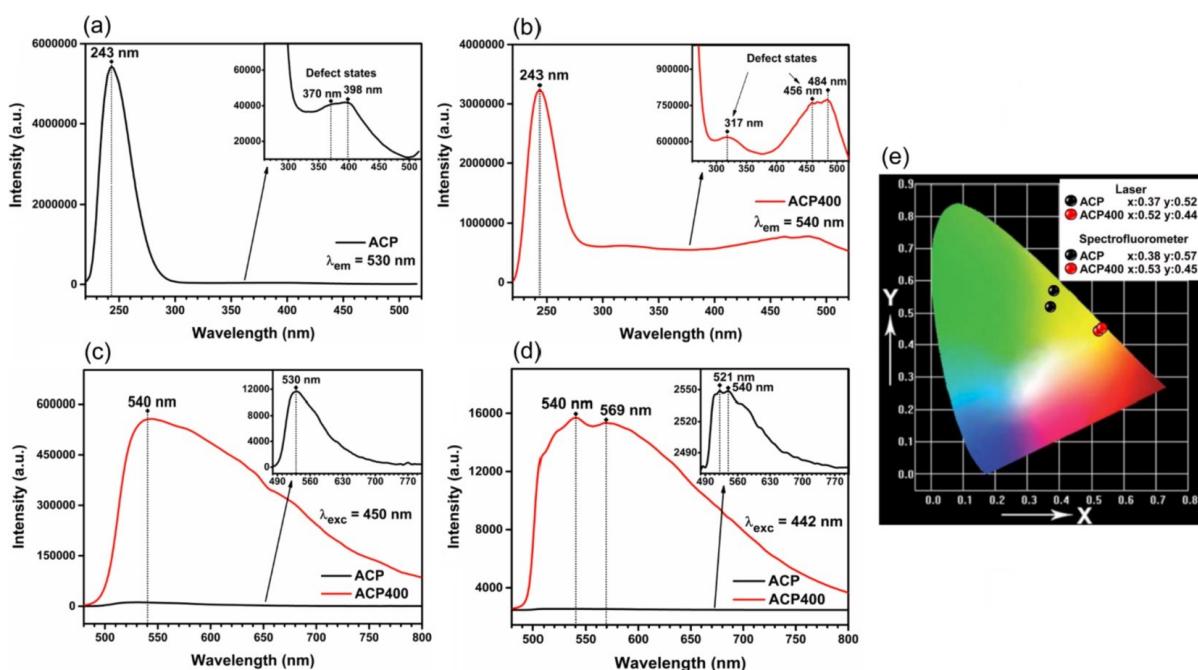 (a)
6000000
4000000
2000000
0
Intensity (a.u.)
243 nm
60000
40000
20000
Defect states
370 nm
398 nm
300
400
500
ACP
λem = 530 nm
250
300
350
400
450
500
Wavelength (nm)
(b)
4000000
3000000
2000000
1000000
0
Intensity (a.u.)
243 nm
900000
750000
600000
Defect states
484 nm
456 nm
317 nm
300
400
500
ACP400
λem = 540 nm
250
300
350
400
450
500
Wavelength (nm)
(c)
600000
450000
300000
150000
0
Intensity (a.u.)
540 nm
530 nm
12000
8000
4000
0
490
560
630
700
770
λexc = 450 nm
ACP
ACP400
500
550
600
650
700
750
800
Wavelength (nm)
(d)
16000
12000
8000
4000
Intensity (a.u.)
540 nm
569 nm
521 nm
540 nm
2550
2520
2490
490
560
630
700
770
λexc = 442 nm
ACP
ACP400
500
550
600
650
700
750
800
Wavelength (nm)
(e)
Laser
ACP x:0.37 y:0.52
ACP400 x:0.52 y:0.44
Spectrofluorometer
ACP x:0.38 y:0.57
ACP400 x:0.53 y:0.45
0.9
0.8
0.7
0.6
0.5
0.4
0.3
0.2
0.1
0.0
Y
0.0
0.1
0.2
0.3
0.4
0.5
0.6
0.7
0.8
X